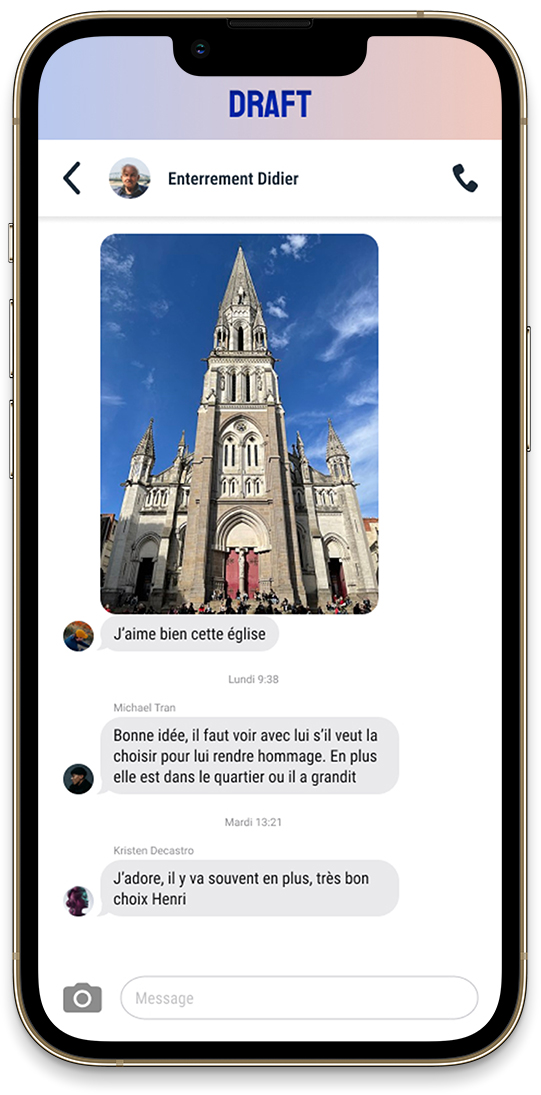 DRAFT
Enterrement Didier
J'aime bien cette église
Lundi 9:38
Michael Tran
Bonne idée, il faut voir avec lui s'il veut la
choisir pour lui rendre hommage. En plus
elle est dans le quartier ou il a grandit
Mardi 13:21
Kristen Decastro
J'adore, il y va souvent en plus, très bon
choix Henri
Message